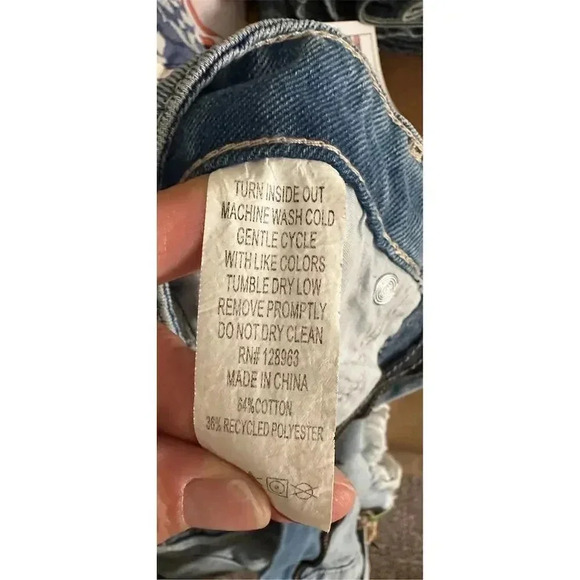 TURN INSIDE OUT
MACHINE WASH COLD
GENTLE CYCLE
WITH LIKE COLORS
TUMBLE DRY LOW
REMOVE PROMPTLY
DO NOT DRY CLEAN
RN# 128963
MADE IN CHINA
64%COTTON
36% RECYCLED POLYESTER